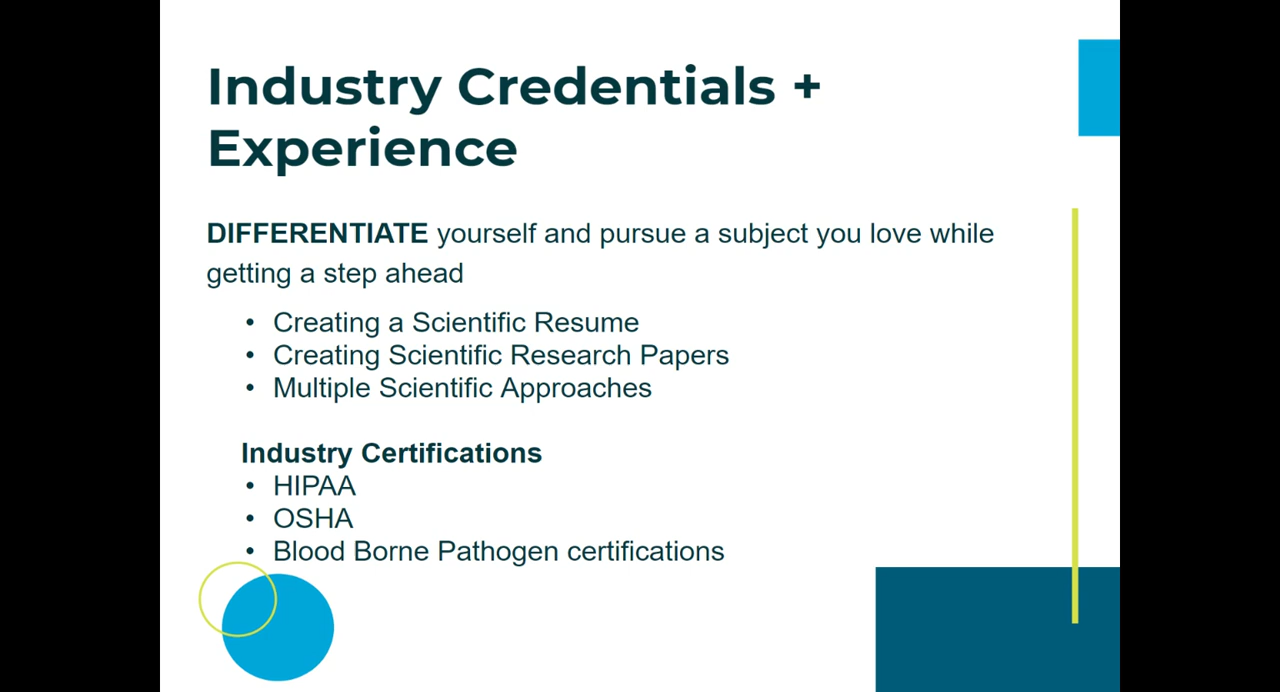 Industry Credentials +
Experience
DIFFERENTIATE yourself and pursue a subject you love while
getting a step ahead
• Creating a Scientific Resume
• Creating Scientific Research Papers
• Multiple Scientific Approaches
Industry Certifications
• HIPAA
• OSHA
• Blood Borne Pathogen certifications